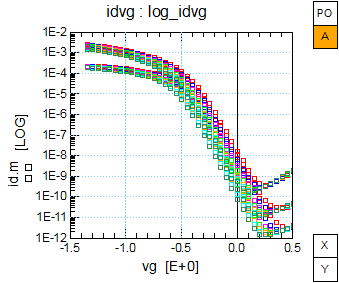 idvg : log_idvg
PO
A
1E-2
1E-3
1E-4
1E-5
1E-6
1E-7
1E-8
1E-9
1E-10
1E-11
1E-12
id.m [LOG]
-1.5
-1.0
-0.5
0.0
0.5
vg [E+0]
X
Y